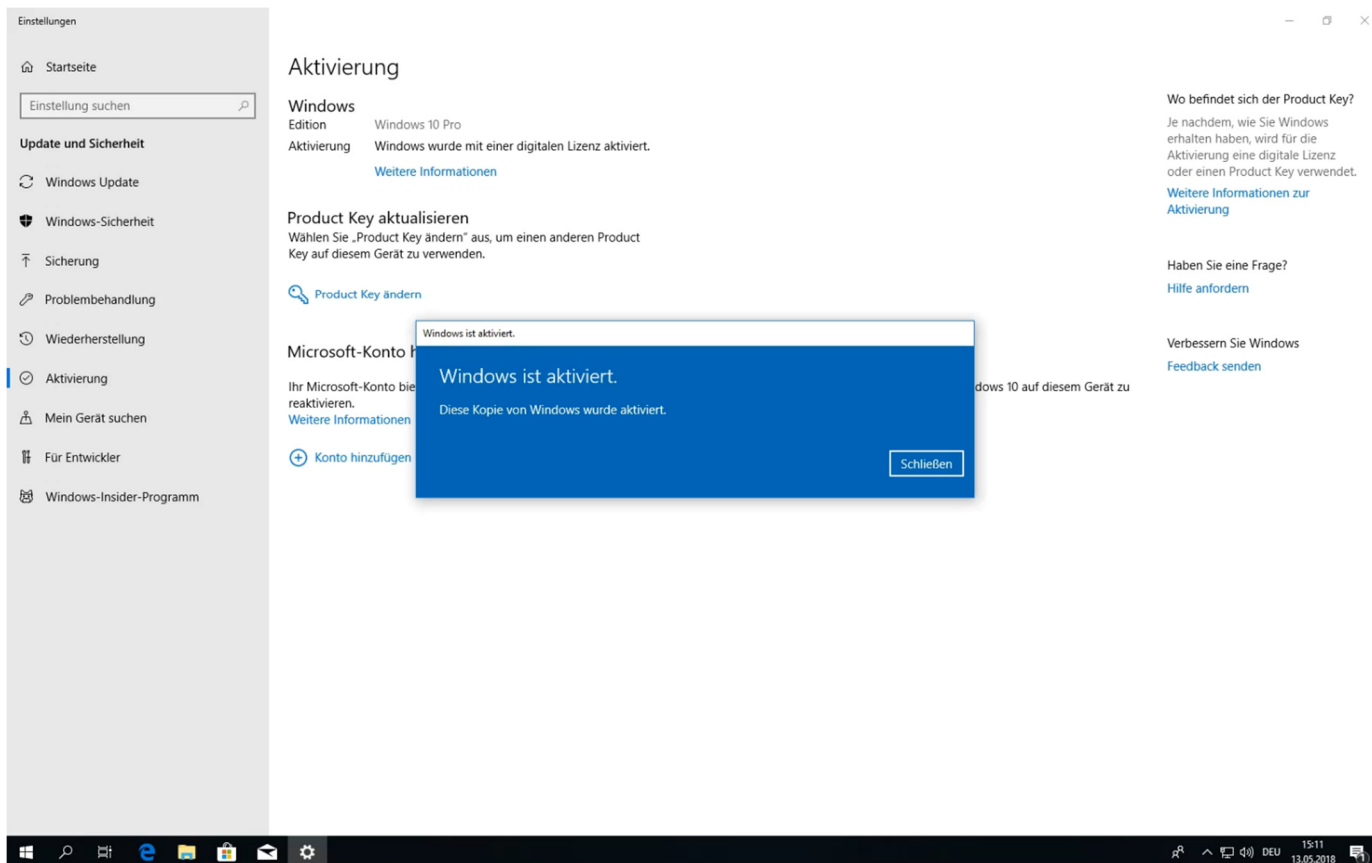 Einstellungen
Startseite
Einstellung suchen
Update und Sicherheit
Windows Update
Windows-Sicherheit
Sicherung
Problembehandlung
Wiederherstellung
Aktivierung
Mein Gerät suchen
Für Entwickler
Windows-Insider-Programm
Aktivierung
Windows
Edition Windows 10 Pro
Aktivierung Windows wurde mit einer digitalen Lizenz aktiviert.
Weitere Informationen
Product Key aktualisieren
Wählen Sie „Product Key ändern“ aus, um einen anderen Product
Key auf diesem Gerät zu verwenden.
Product Key ändern
Microsoft-Konto
Ihr Microsoft-Konto bie
dows 10 auf diesem Gerät zu
reaktivieren.
Weitere Informationen
Konto hinzufügen
Windows ist aktiviert.
Windows ist aktiviert.
Diese Kopie von Windows wurde aktiviert.
Schließen
Wo befindet sich der Product Key?
Je nachdem, wie Sie Windows
erhalten haben, wird für die
Aktivierung eine digitale Lizenz
oder einen Product Key verwendet.
Weitere Informationen zur
Aktivierung
Haben Sie eine Frage?
Hilfe anfordern
Verbessern Sie Windows
Feedback senden
DEU
15:11
13.05.2018